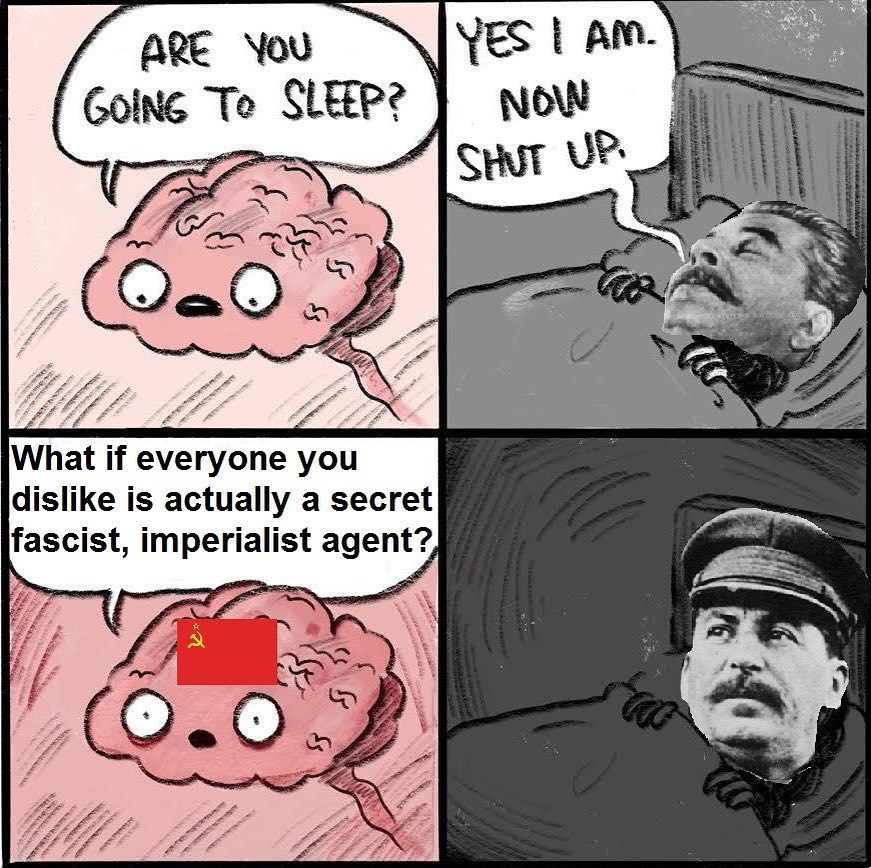 ARE YOU
GOING TO SLEEP?
YES I AM.
NOW
SHUT UP.
What if everyone you
dislike is actually a secret
fascist, imperialist agent?